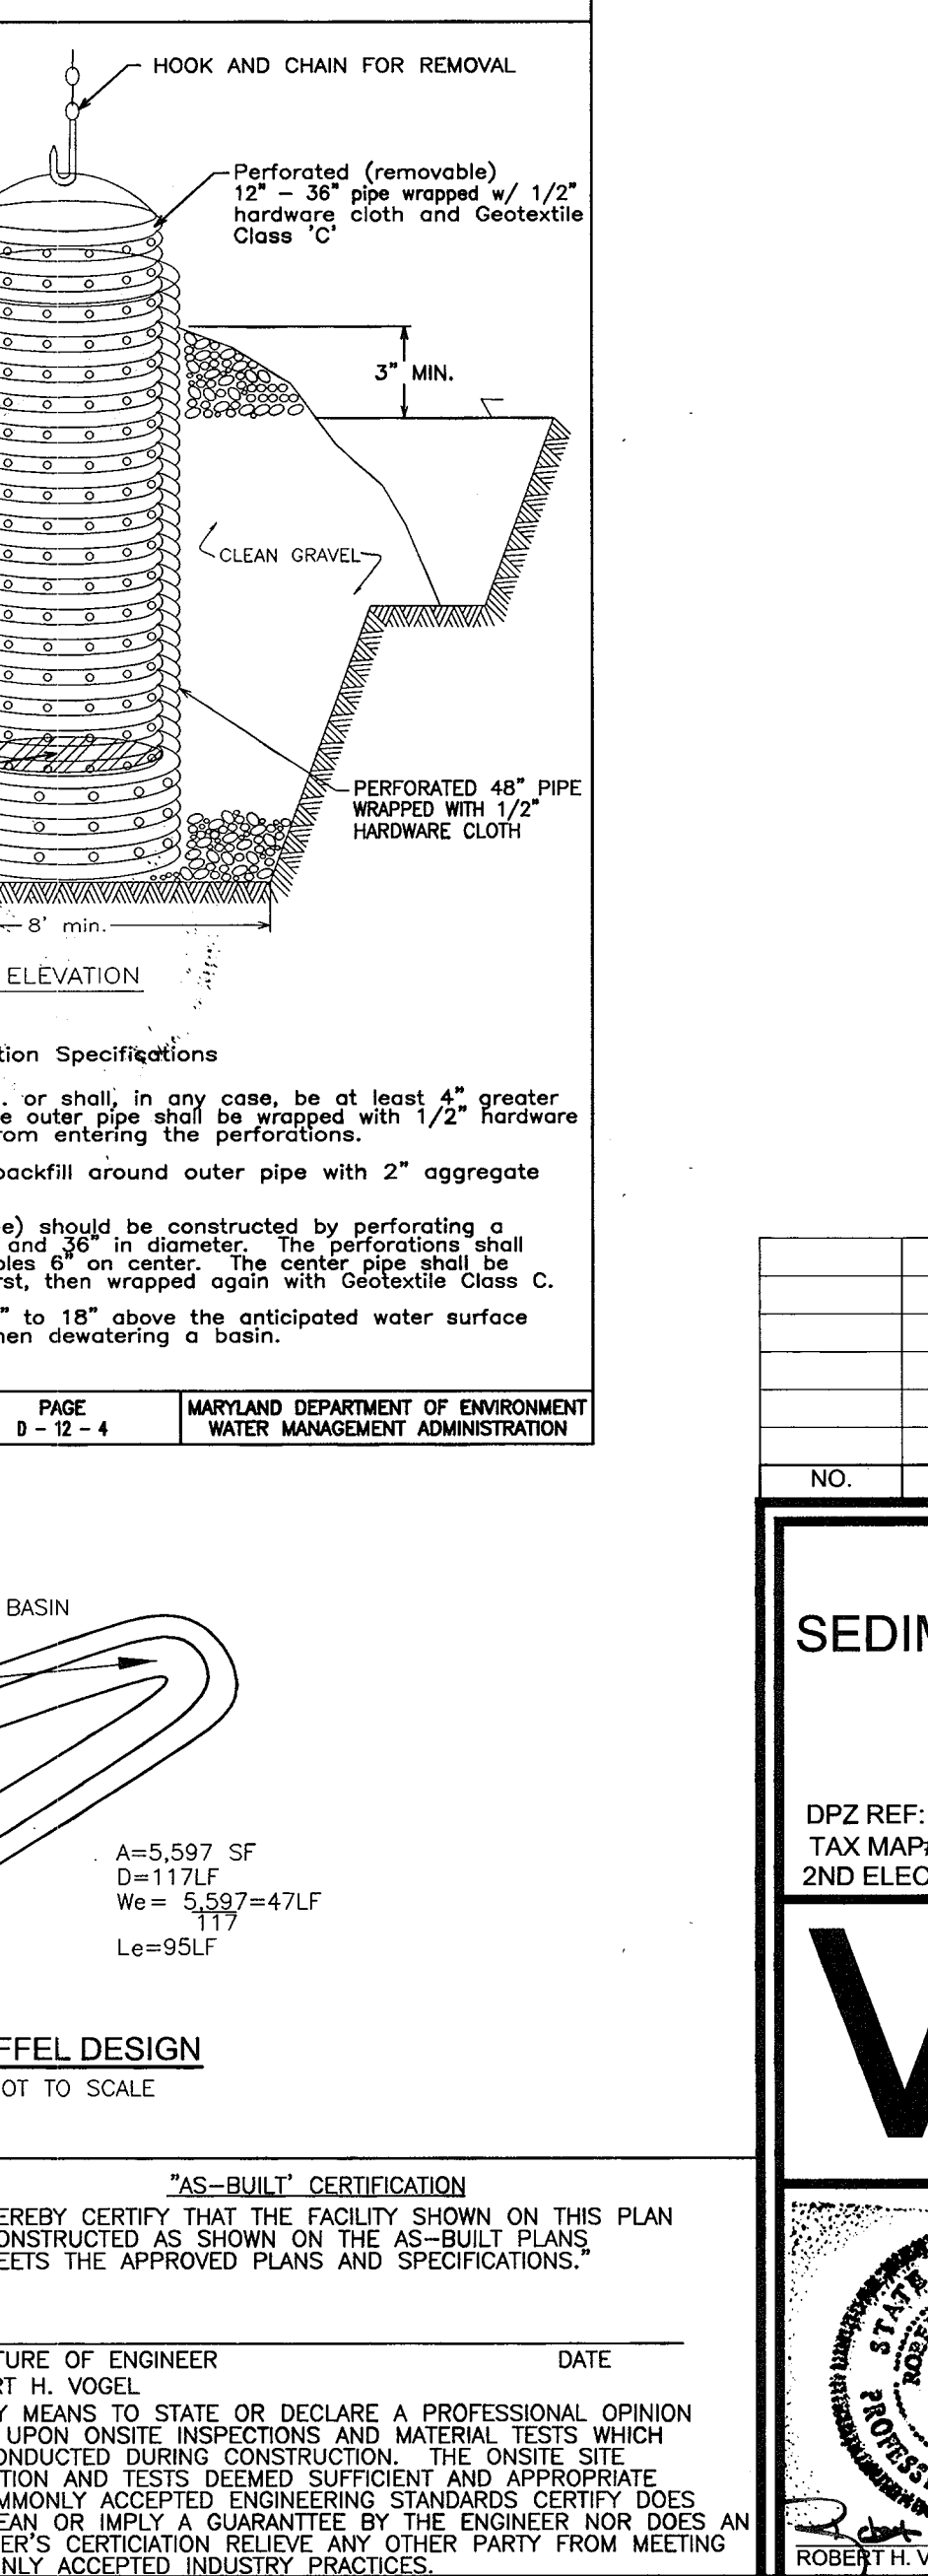 HOOK AND CHAIN FOR REMOVAL
Perforated (removable)
12" - 36" pipe wrapped w/ 1/2"
hardware cloth and Geotextile
Class 'C'
3" MIN.
CLEAN GRAVEL
PERFORATED 48" PIPE
WRAPPED WITH 1/2"
HARDWARE CLOTH
8' min.
ELEVATION
tion Specifications
. or shall, in any case, be at least 4" greater
e outer pipe shall be wrapped with 1/2" hardware
rom entering the perforations.
backfill around outer pipe with 2" aggregate
e) should be constructed by perforating a
and 36" in diameter. The perforations shall
oles 6" on center. The center pipe shall be
rst, then wrapped again with Geotextile Class C.
" to 18" above the anticipated water surface
hen dewatering a basin.
PAGE
D - 12 - 4
MARYLAND DEPARTMENT OF ENVIRONMENT
WATER MANAGEMENT ADMINISTRATION
NO.
BASIN
SEDIM
A=5,597 SF
D=117LF
We = 5,597=47LF
117
Le=95LF
DPZ REF:
TAX MAP#
2ND ELEC
FFEL DESIGN
OT TO SCALE
V
"AS-BUILT' CERTIFICATION
EREBY CERTIFY THAT THE FACILITY SHOWN ON THIS PLAN
ONSTRUCTED AS SHOWN ON THE AS-BUILT PLANS
EETS THE APPROVED PLANS AND SPECIFICATIONS."
TURE OF ENGINEER DATE
RT H. VOGEL
Y MEANS TO STATE OR DECLARE A PROFESSIONAL OPINION
UPON ONSITE INSPECTIONS AND MATERIAL TESTS WHICH
ONDUCTED DURING CONSTRUCTION. THE ONSITE SITE
TION AND TESTS DEEMED SUFFICIENT AND APPROPRIATE
MMONLY ACCEPTED ENGINEERING STANDARDS CERTIFY DOES
EAN OR IMPLY A GUARANTTEE BY THE ENGINEER NOR DOES AN
ER'S CERTICIATION RELIEVE ANY OTHER PARTY FROM MEETING
NLY ACCEPTED INDUSTRY PRACTICES.
STATE
ROBE
PROFESS
ROBERT H. V